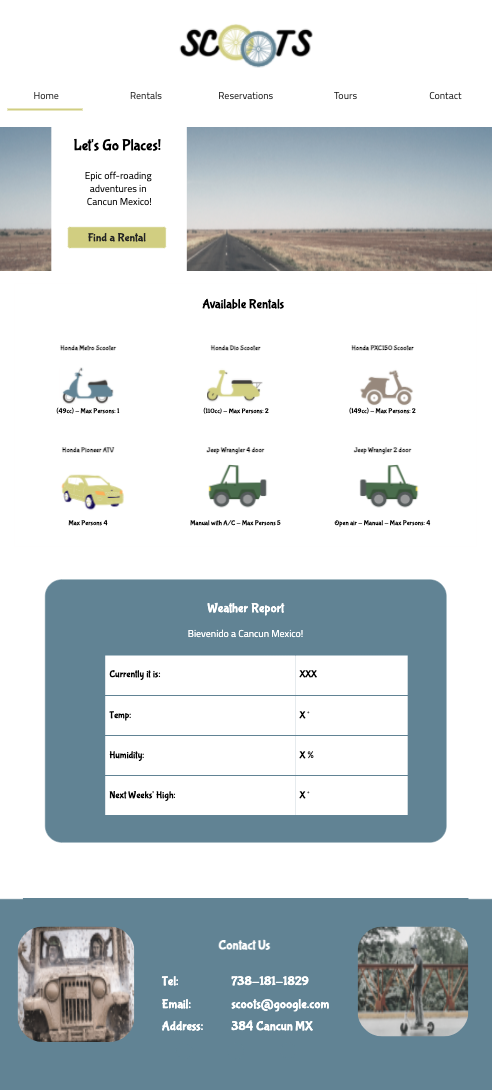 SCOOTS
Home Rentals Reservations Tours Contact
Let's Go Places!
Epic off-roading
adventures in
Cancun Mexico!
Find a Rental
Available Rentals
Honda Metro Scooter Honda Dio Scooter Honda PXC150 Scooter
(49cc) – Max Persons: 1 (110cc) – Max Persons: 2 (149cc) – Max Persons: 2
Honda Pioneer ATV Jeep Wrangler 4 door Jeep Wrangler 2 door
Max Persons 4 Manual with A/C – Max Persons 5 Open air – Manual – Max Persons: 4
Weather Report
Bievenido a Cancun Mexico!
Currently it is: XXX
Temp: X °
Humidity: X %
Next Weeks' High: X °
Contact Us
Tel: 738-181-1829
Email: scoots@google.com
Address: 384 Cancun MX